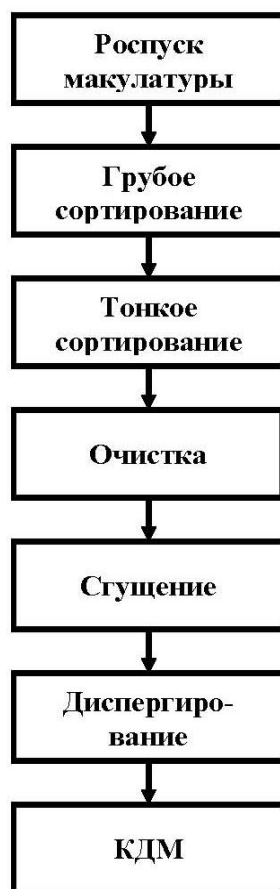 Роспуск
макулатуры
Грубое
сортирование
Тонкое
сортирование
Очистка
Сгущение
Диспергиро-
вание
КДМ